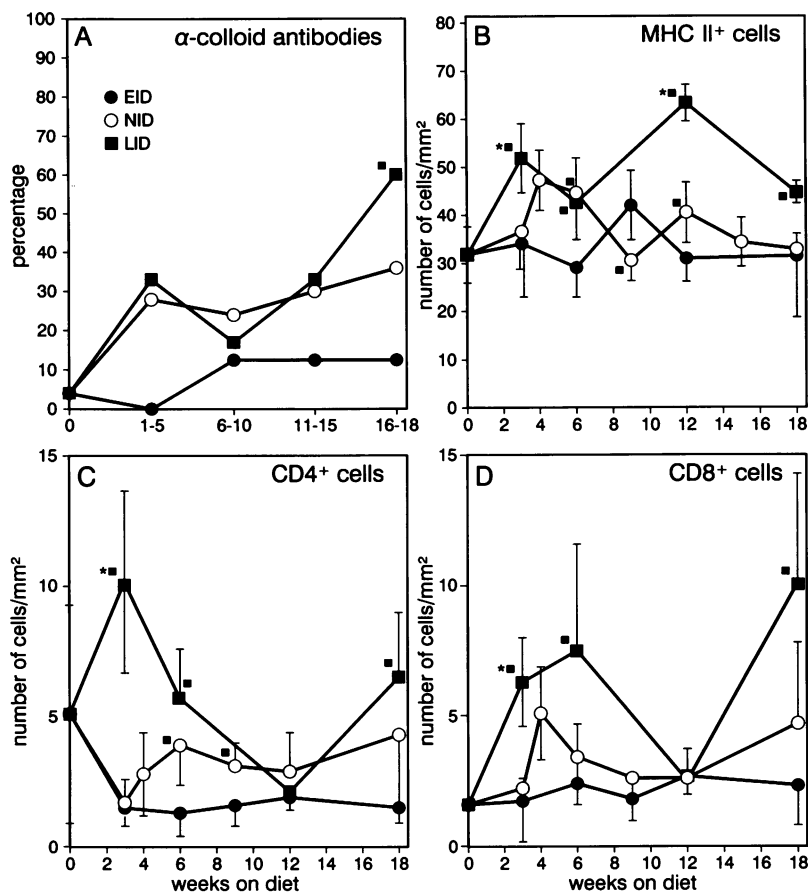 A α-colloid antibodies
100
90
80
70
60
50
40
30
20
10
0
percentage
EID
NID
LID
0 1-5 6-10 11-15 16-18
B MHC II+ cells
80
70
60
50
40
30
20
10
0
number of cells/mm²
*
*
0 2 4 6 8 10 12 14 16 18
C CD4+ cells
15
10
5
0
number of cells/mm²
*
0 2 4 6 8 10 12 14 16 18
weeks on diet
D CD8+ cells
15
10
5
0
number of cells/mm²
*
0 2 4 6 8 10 12 14 16 18
weeks on diet